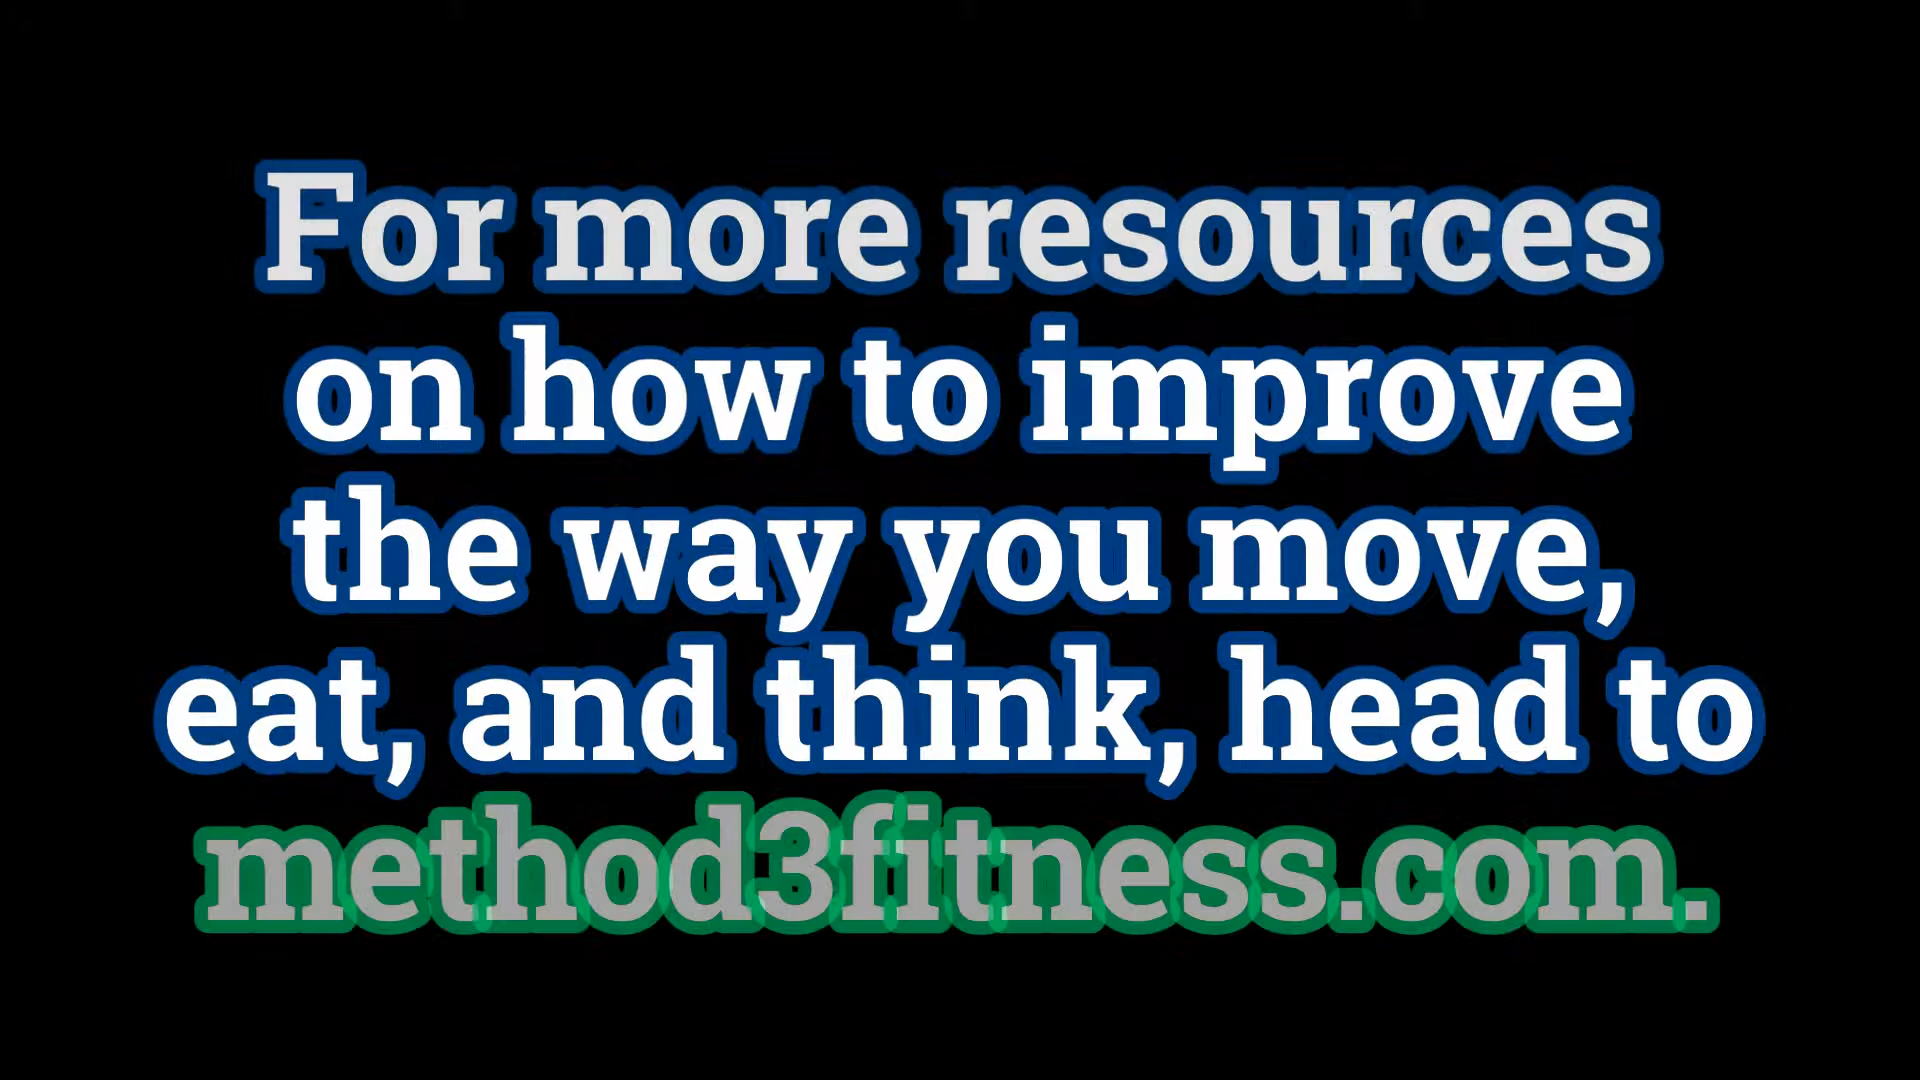 For more resources
on how to improve
the way you move,
eat, and think, head to
method3fitness.com.